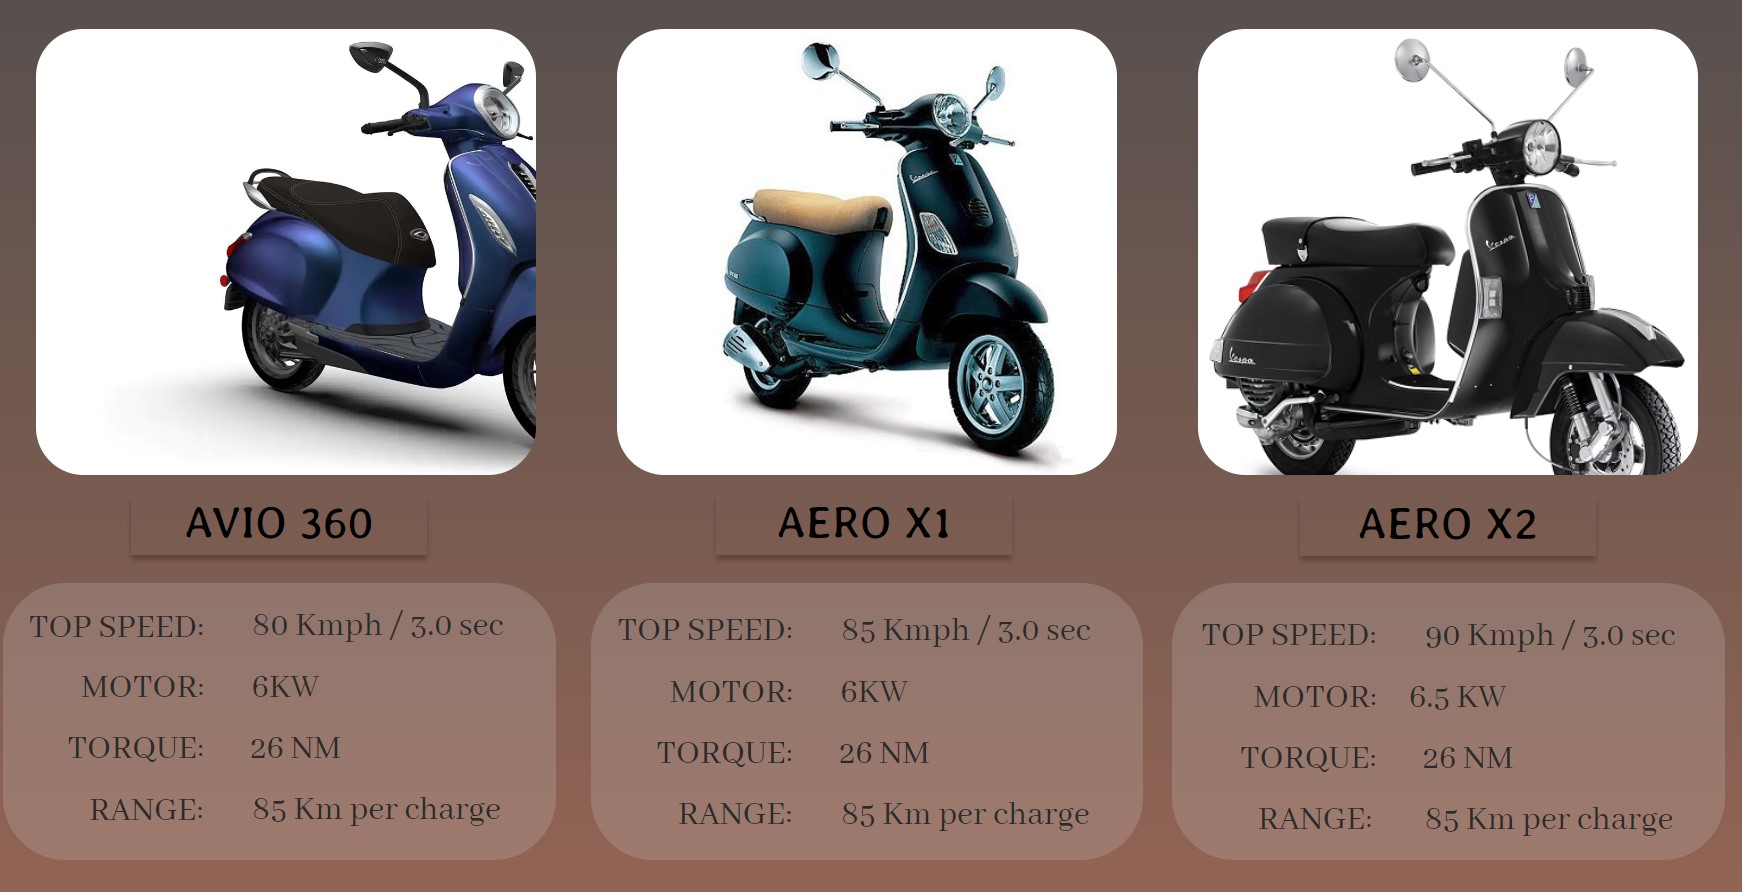 Vespa
Vespa
Vespa
AVIO 360
AERO X1
AERO X2
TOP SPEED: 80 Kmph / 3.0 sec
MOTOR: 6KW
TORQUE: 26 NM
RANGE: 85 Km per charge
TOP SPEED: 85 Kmph / 3.0 sec
MOTOR: 6KW
TORQUE: 26 NM
RANGE: 85 Km per charge
TOP SPEED: 90 Kmph / 3.0 sec
MOTOR: 6.5 KW
TORQUE: 26 NM
RANGE: 85 Km per charge